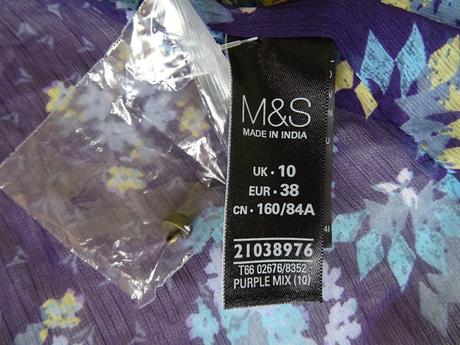 M&S
MADE IN INDIA
UK · 10
EUR · 38
CN · 160/84A
21038976
T66 02676/8352
PURPLE MIX (10)